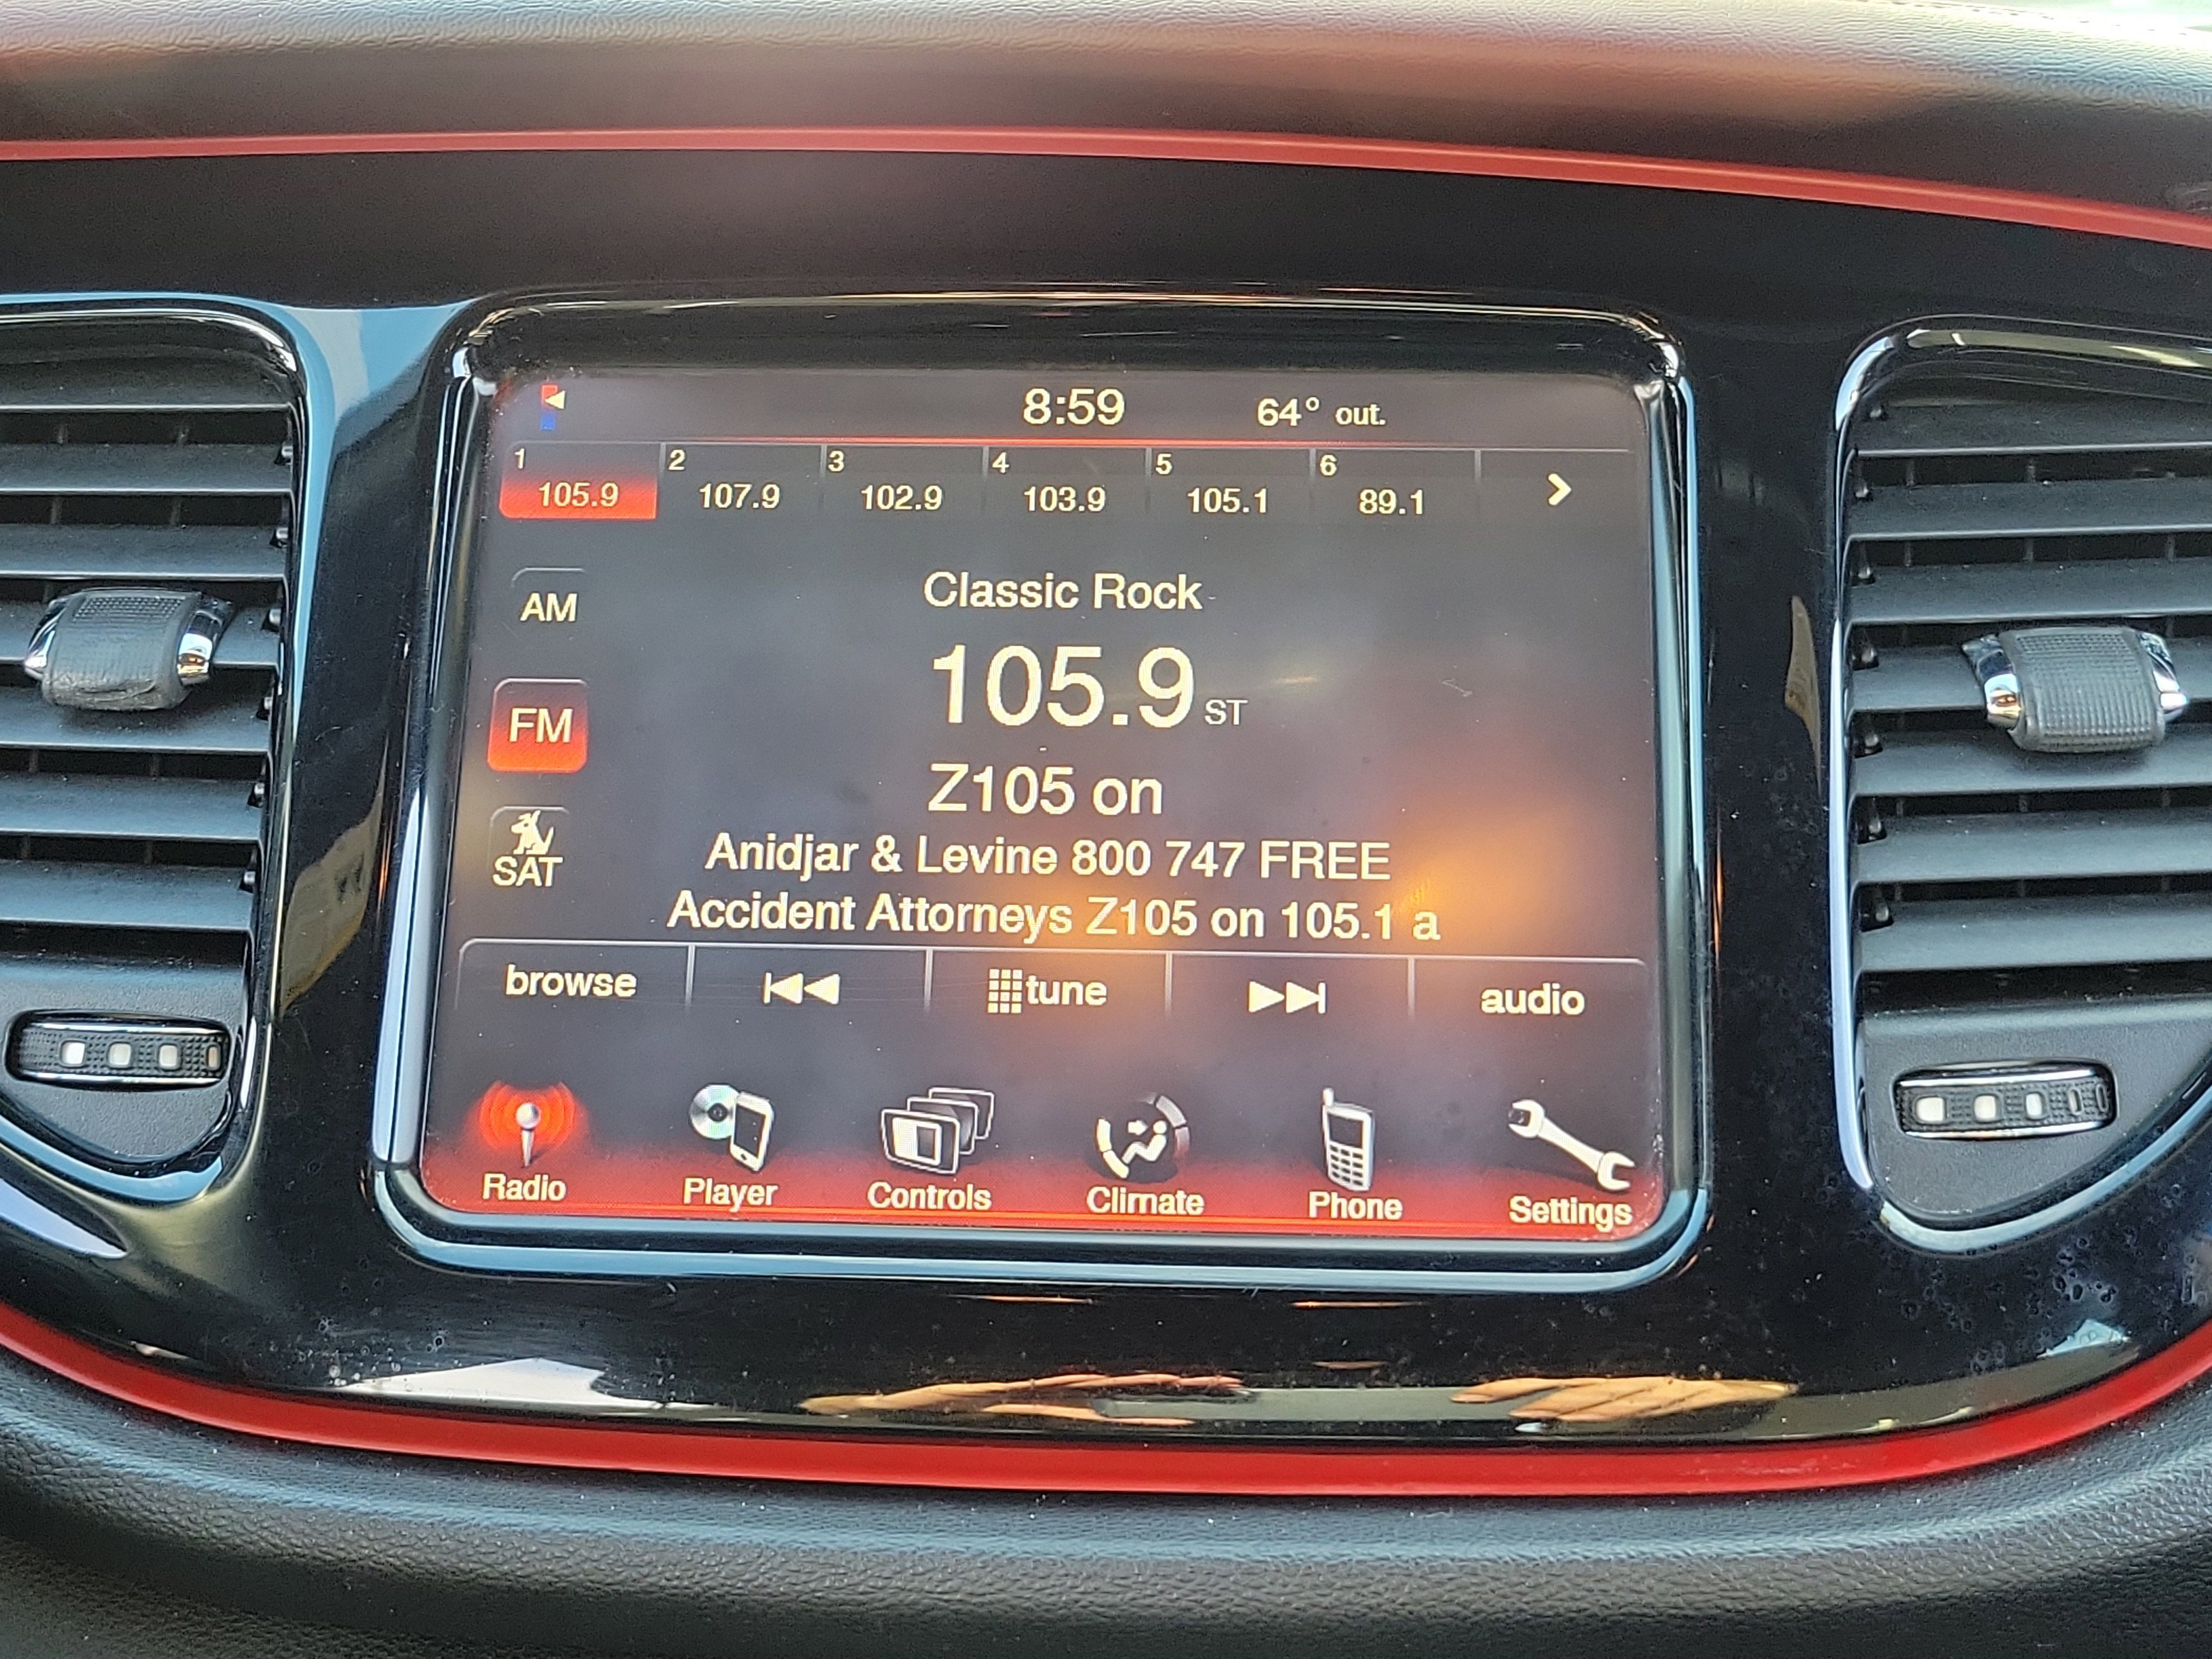 8:59 64° out.
1 2 3 4 5 6
105.9 107.9 102.9 103.9 105.1 89.1
Classic Rock
AM
105.9 ST
FM
Z105 on
SAT
Anidjar & Levine 800 747 FREE
Accident Attorneys Z105 on 105.1 a
browse tune audio
Radio Player Controls Climate Phone Settings